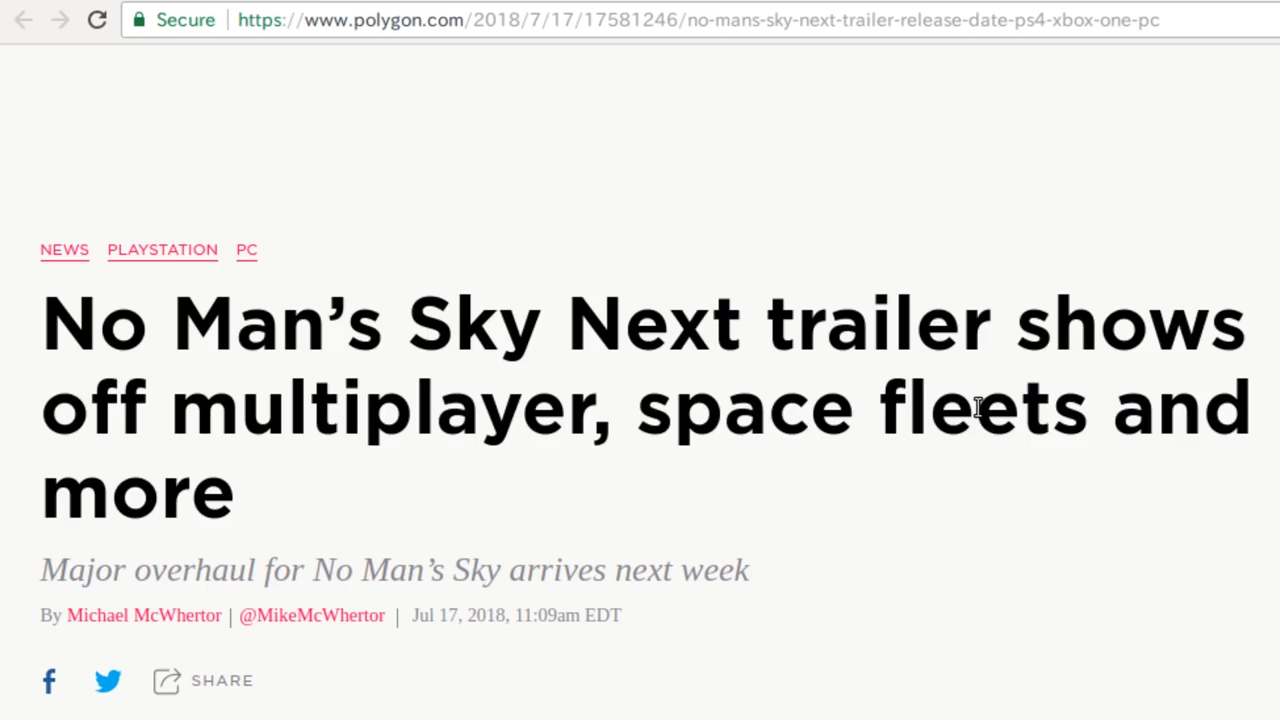 Secure https://www.polygon.com/2018/7/17/17581246/no-mans-sky-next-trailer-release-date-ps4-xbox-one-pc
NEWS PLAYSTATION PC
No Man’s Sky Next trailer shows
off multiplayer, space fleets and
more
Major overhaul for No Man’s Sky arrives next week
By Michael McWhertor | @MikeMcWhertor | Jul 17, 2018, 11:09am EDT
SHARE